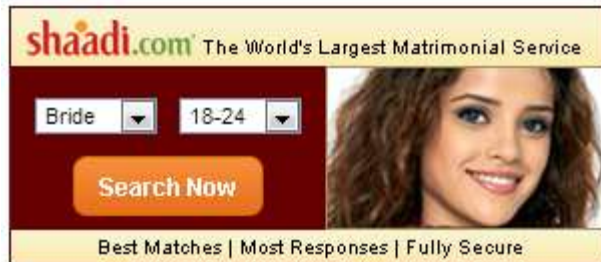 shaadi.com The World's Largest Matrimonial Service
Bride 18-24
Search Now
Best Matches | Most Responses | Fully Secure